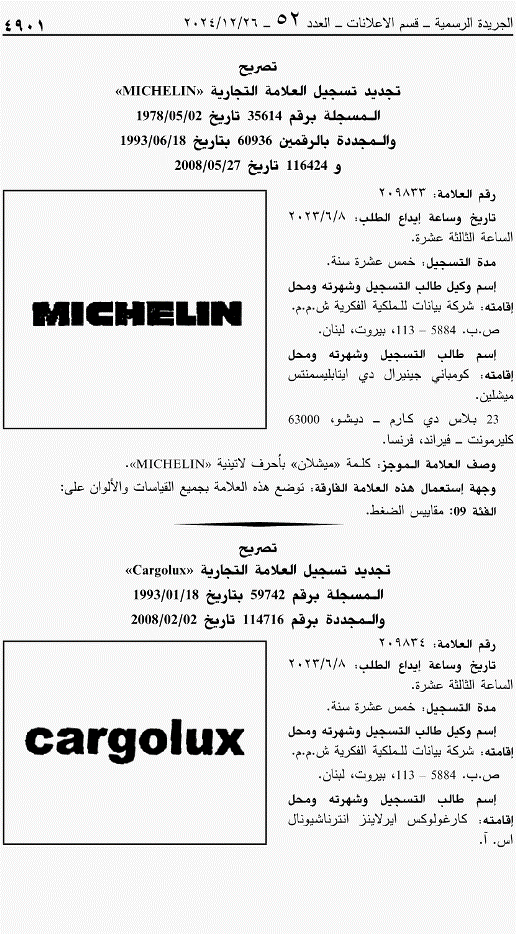 الجريدة الرسمية ــ قسم الاعلانات ــ العدد ٥٢ ــ ٢٠٢٤/١٢/٢٦
٤٩٠١
تصريح
تجديد تسجيل العلامة التجارية «MICHELIN»
المسجلة برقم 35614 تاريخ 1978/05/02
والمجددة بالرقمين 60936 بتاريخ 1993/06/18
و 116424 تاريخ 2008/05/27
رقم العلامة: ٢٠٩٨٣٣
تاريخ وساعة إيداع الطلب: ٢٠٢٣/٦/٨
الساعة الثالثة عشرة.
مدة التسجيل: خمس عشرة سنة.
إسم وكيل طالب التسجيل وشهرته ومحل
إقامته: شركة بيانات للملكية الفكرية ش.م.م.
ص.ب. 5884 – 113، بيروت، لبنان.
إسم طالب التسجيل وشهرته ومحل
إقامته: كومباني جينيرال دي ايتابليسمنتس
ميشلين.
23 بلاس دي كارم ــ ديشو، 63000
كليرمونت ــ فيراند، فرنسا.
MICHELIN
وصف العلامة الموجز: كلمة «ميشلان» بأحرف لاتينية «MICHELIN».
وجهة إستعمال هذه العلامة الفارقة: توضع هذه العلامة بجميع القياسات والألوان على:
الفئة 09: مقاييس الضغط.
تصريح
تجديد تسجيل العلامة التجارية «Cargolux»
المسجلة برقم 59742 بتاريخ 1993/01/18
والمجددة برقم 114716 تاريخ 2008/02/02
رقم العلامة: ٢٠٩٨٣٤
تاريخ وساعة إيداع الطلب: ٢٠٢٣/٦/٨
الساعة الثالثة عشرة.
مدة التسجيل: خمس عشرة سنة.
إسم وكيل طالب التسجيل وشهرته ومحل
إقامته: شركة بيانات للملكية الفكرية ش.م.م.
ص.ب. 5884 – 113، بيروت، لبنان.
إسم طالب التسجيل وشهرته ومحل
إقامته: كارغولوكس ايرلاينز انترناشيونال
اس. آ.
cargolux